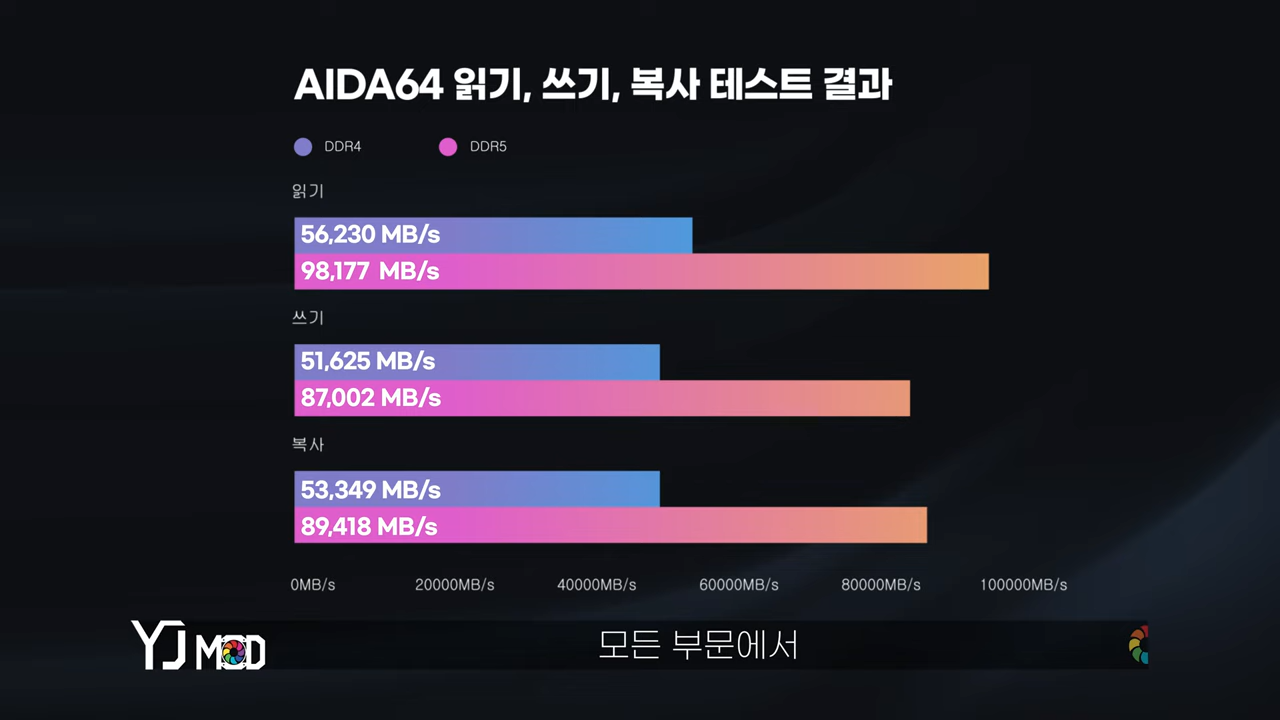 AIDA64 읽기, 쓰기, 복사 테스트 결과
DDR4 DDR5
읽기
56,230 MB/s
98,177 MB/s
쓰기
51,625 MB/s
87,002 MB/s
복사
53,349 MB/s
89,418 MB/s
0MB/s 20000MB/s 40000MB/s 60000MB/s 80000MB/s 100000MB/s
YJ MOD 모든 부문에서